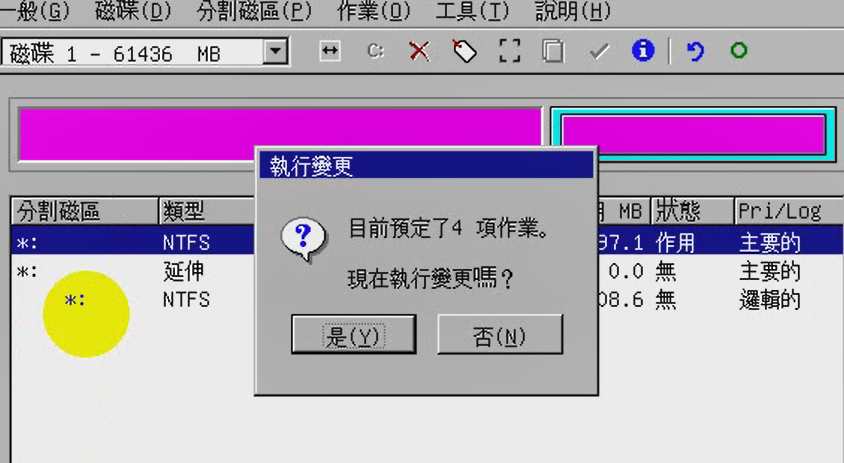 一般(G) 磁碟(D) 分割磁區(P) 作業(O) 工具(T) 說明(H)
磁碟 1 - 61436 MB
C:
執行變更
目前預定了4 項作業。
現在執行變更嗎？
是(Y) 否(N)
分割磁區 類型 MB 狀態 Pri/Log
*: NTFS 97.1 作用 主要的
*: 延伸 0.0 無 主要的
*: NTFS 08.6 無 邏輯的